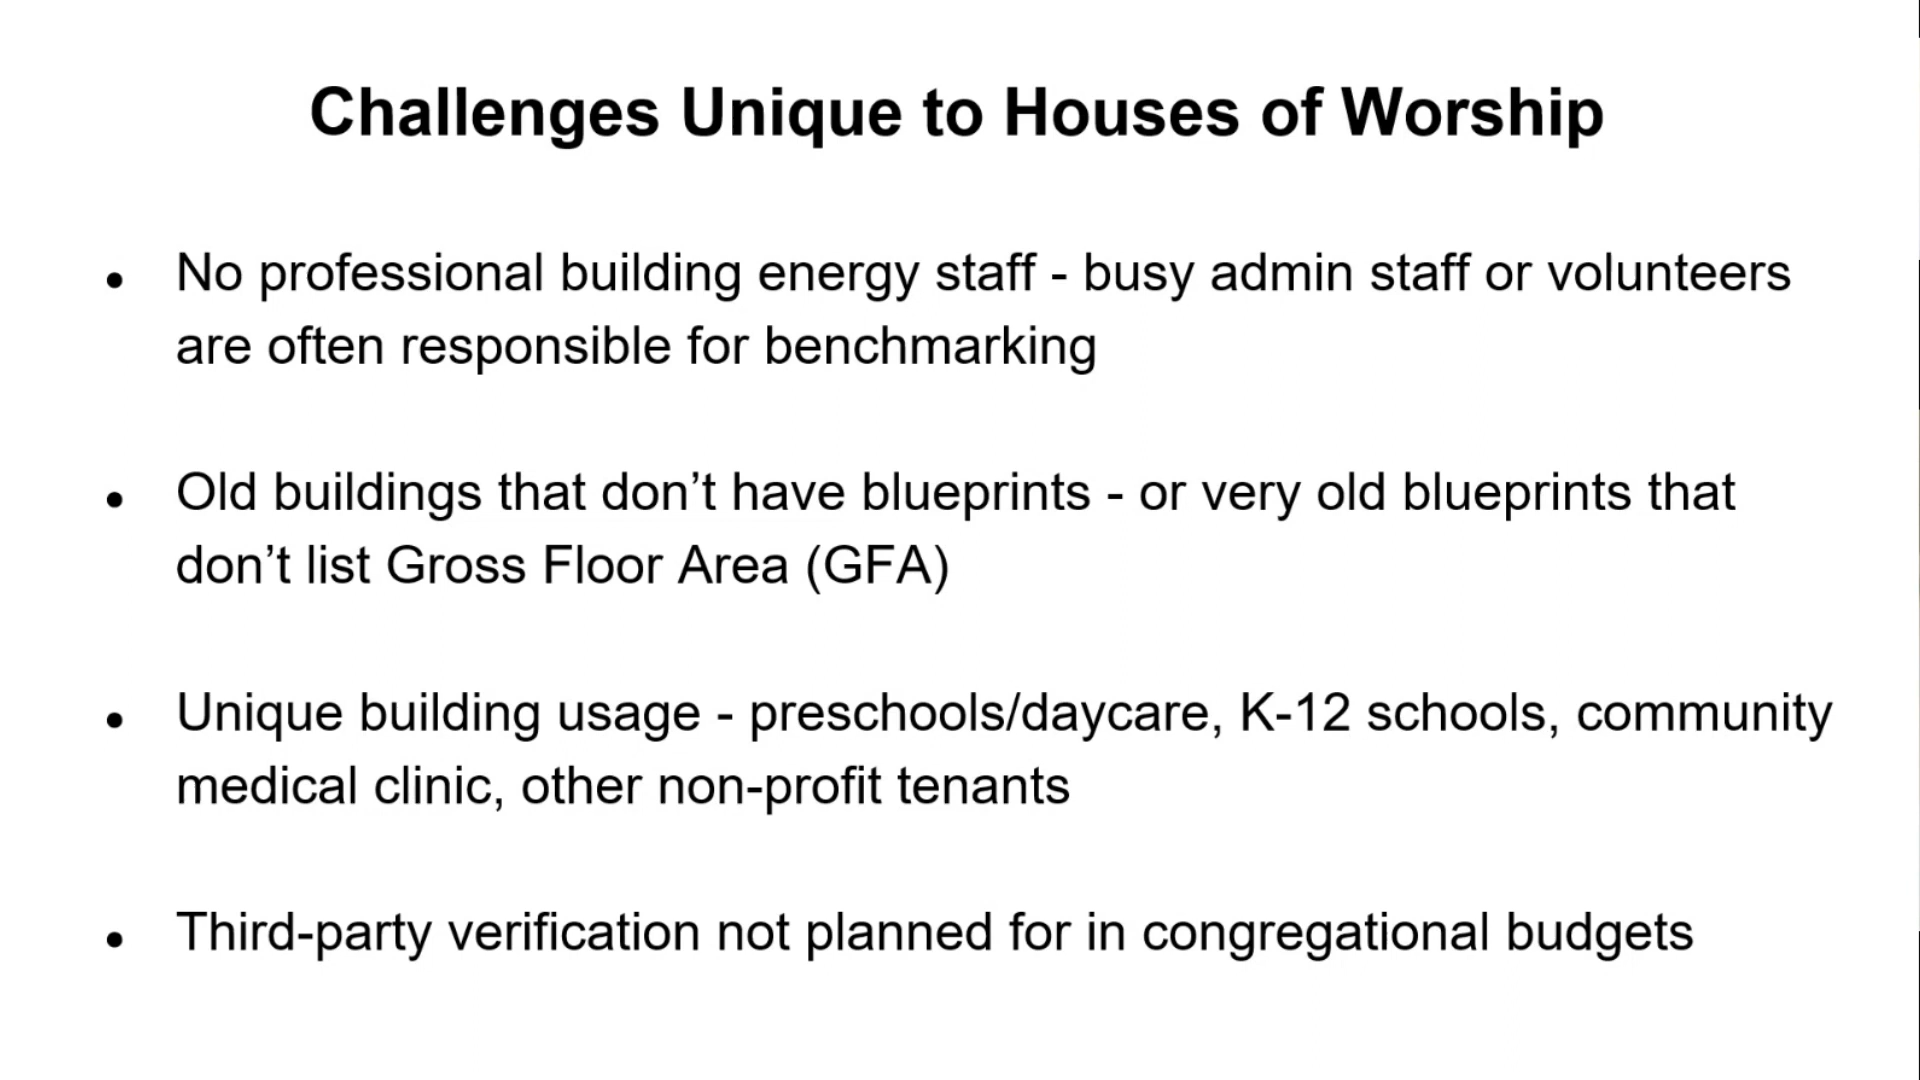 Challenges Unique to Houses of Worship
● No professional building energy staff - busy admin staff or volunteers
are often responsible for benchmarking
● Old buildings that don’t have blueprints - or very old blueprints that
don’t list Gross Floor Area (GFA)
● Unique building usage - preschools/daycare, K-12 schools, community
medical clinic, other non-profit tenants
● Third-party verification not planned for in congregational budgets